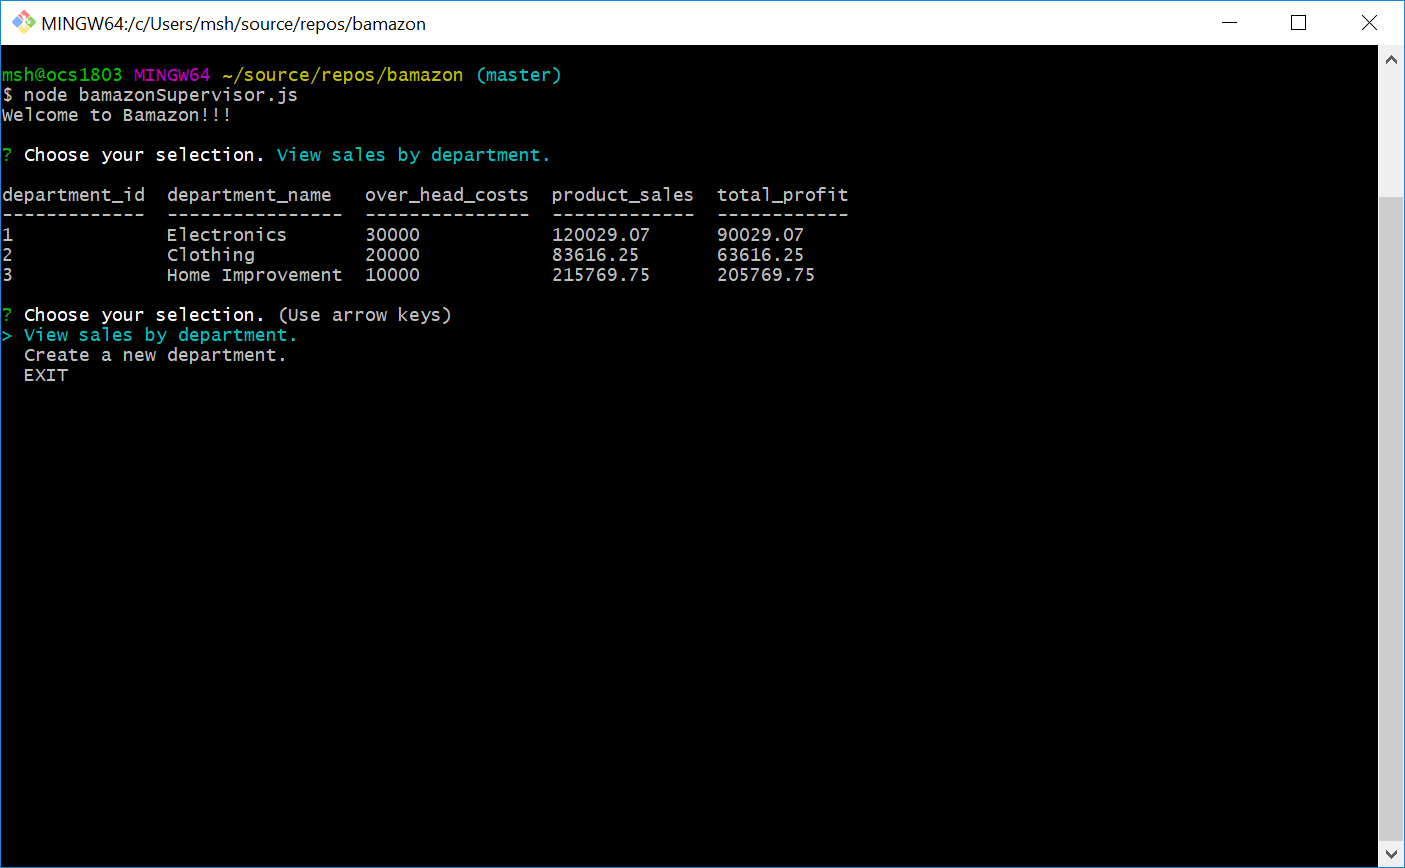 MINGW64:/c/Users/msh/source/repos/bamazon
msh@ocs1803 MINGW64 ~/source/repos/bamazon (master)
$ node bamazonSupervisor.js
Welcome to Bamazon!!!
? Choose your selection. View sales by department.
department_id  department_name   over_head_costs  product_sales  total_profit
-------------  ----------------  ---------------  -------------  ------------
1              Electronics       30000            120029.07      90029.07
2              Clothing          20000            83616.25       63616.25
3              Home Improvement  10000            215769.75      205769.75
? Choose your selection. (Use arrow keys)
> View sales by department.
  Create a new department.
  EXIT